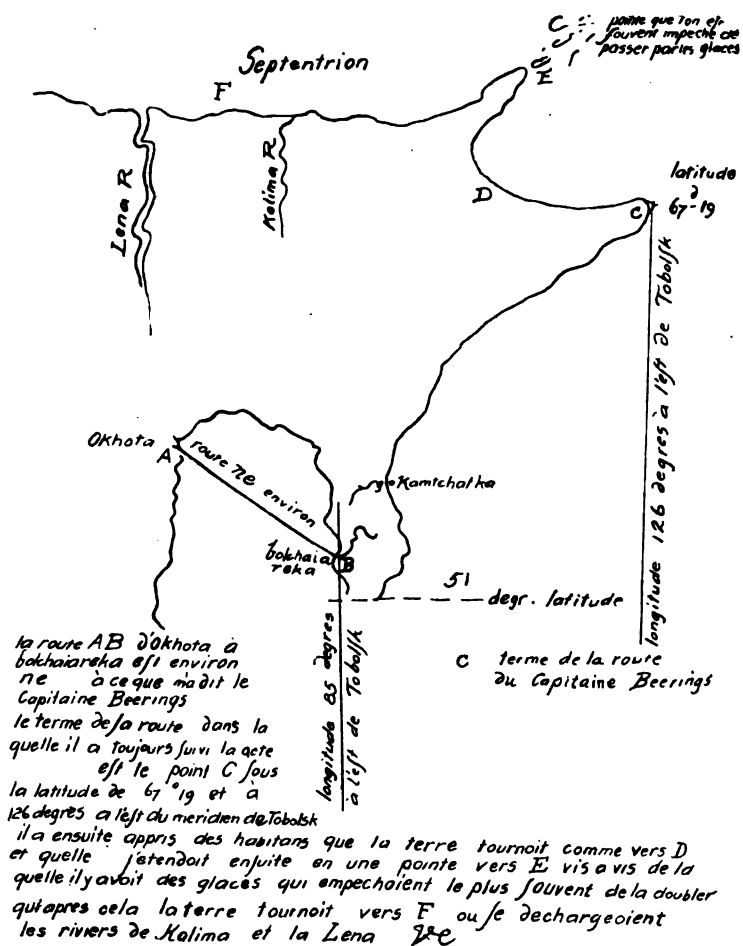 C pointe que l'on est
souvent impeché de
passer par les glaces
Septentrion
F
E
Lena R
Kolima R
D
C
latitude
d
67-19
longitude 126 degres à l'est de Tobolsk
Okhota
A
route ne environ
Kamtchatka
bokhaia
reka
B
51
degr. latitude
longitude 85 degres
à l'est de Tobolsk
C terme de la route
du Capitaine Beerings
la route AB d'Okhota à
bolchaiareka est environ
ne à ce que m'a dit le
Capitaine Beerings
le terme de sa route dans la
quelle il a toujours suivi la cote
est le point C sous
la latitude de 67°19 et à
126 degres a l'est du meridien de Tobolsk
il a ensuite appris des habitans que la terre tournoit comme vers D
et quelle s'etendoit ensuite en une pointe vers E vis a vis de la
quelle il y avoit des glaces qui empechoient le plus souvent de la doubler
qu'apres cela la terre tournoit vers F ou se dechargeoient
les riviers de Kolima et la Lena &c